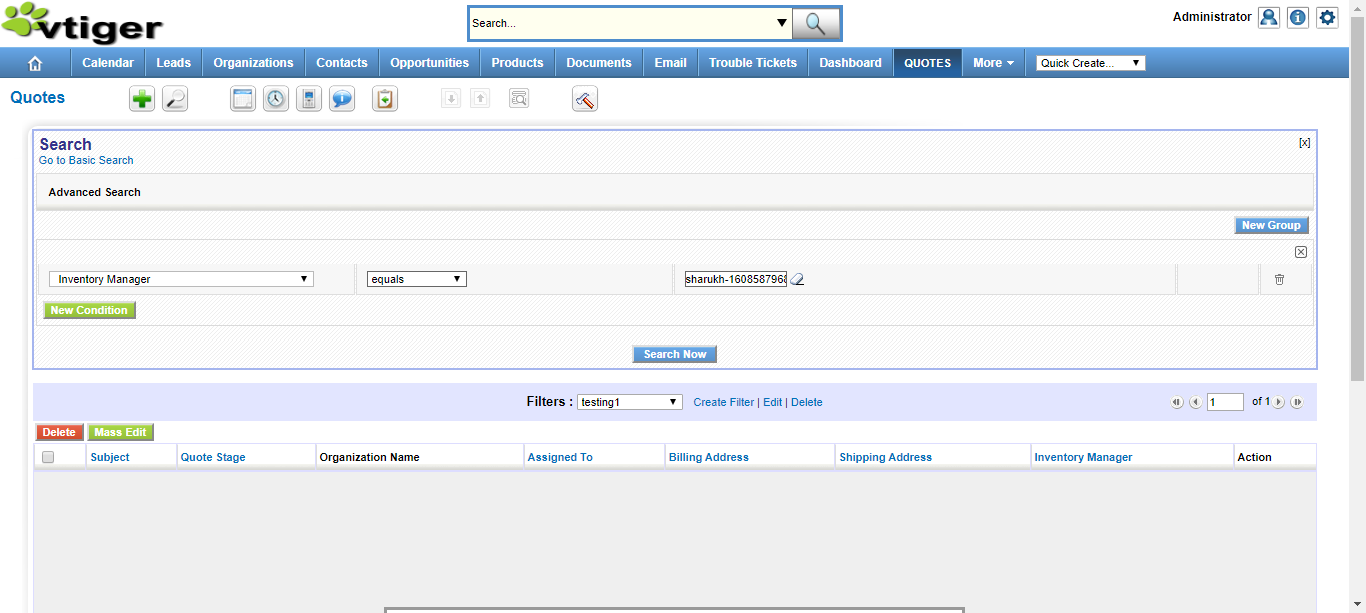 vtiger
Search...
Administrator
Calendar Leads Organizations Contacts Opportunities Products Documents Email Trouble Tickets Dashboard QUOTES More Quick Create...
Quotes
Search
[x]
Go to Basic Search
Advanced Search
New Group
Inventory Manager equals sharukh-160858796
New Condition
Search Now
Filters : testing1 Create Filter | Edit | Delete 1 of 1
Delete Mass Edit
Subject Quote Stage Organization Name Assigned To Billing Address Shipping Address Inventory Manager Action